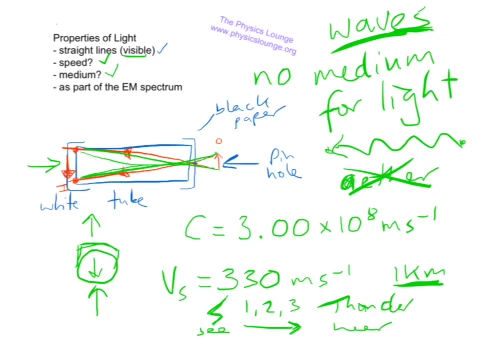 The Physics Lounge
www.physicslounge.org
Properties of Light
- straight lines (visible)
- speed?
- medium?
- as part of the EM spectrum
waves
no medium
for light
black
paper
O
pin
hole
white tube
aether
C = 3.00 × 10⁸ ms⁻¹
Vs = 330 ms⁻¹ 1km
1, 2, 3 Thonder
see hear